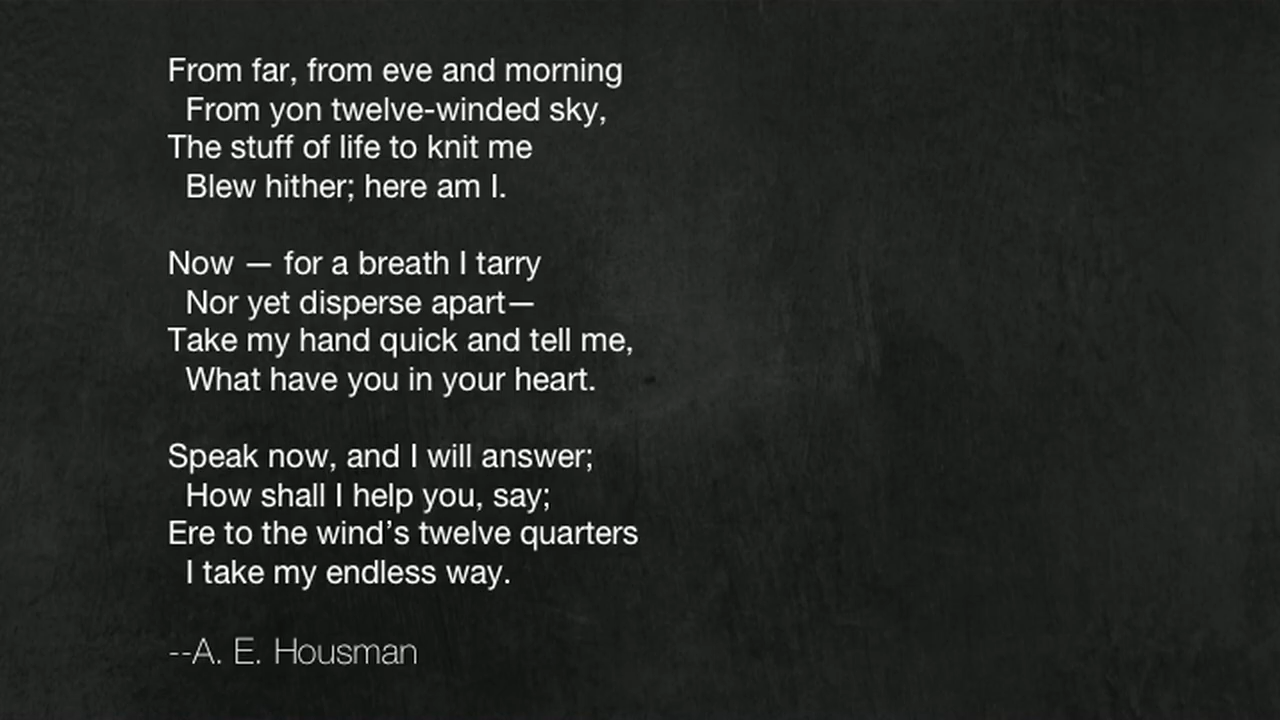 From far, from eve and morning
From yon twelve-winded sky,
The stuff of life to knit me
Blew hither; here am I.
Now — for a breath I tarry
Nor yet disperse apart—
Take my hand quick and tell me,
What have you in your heart.
Speak now, and I will answer;
How shall I help you, say;
Ere to the wind’s twelve quarters
I take my endless way.
--A. E. Housman